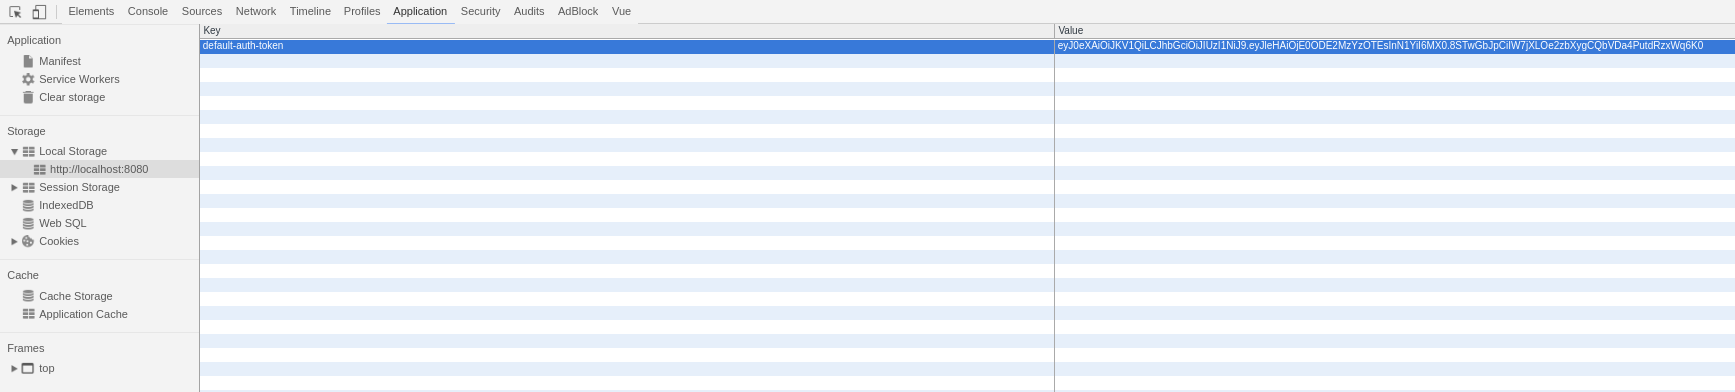 Elements Console Sources Network Timeline Profiles Application Security Audits AdBlock Vue
Application
Manifest
Service Workers
Clear storage
Storage
Local Storage
http://localhost:8080
Session Storage
IndexedDB
Web SQL
Cookies
Cache
Cache Storage
Application Cache
Frames
top
Key Value
default-auth-token eyJ0eXAiOiJKV1QiLCJhbGciOiJIUzI1NiJ9.eyJleHAiOjE0ODE2MzYzOTEsInN1YiI6MX0.8STwGbJpCiIW7jXLOe2zbXygCQbVDa4PutdRzxWq6K0